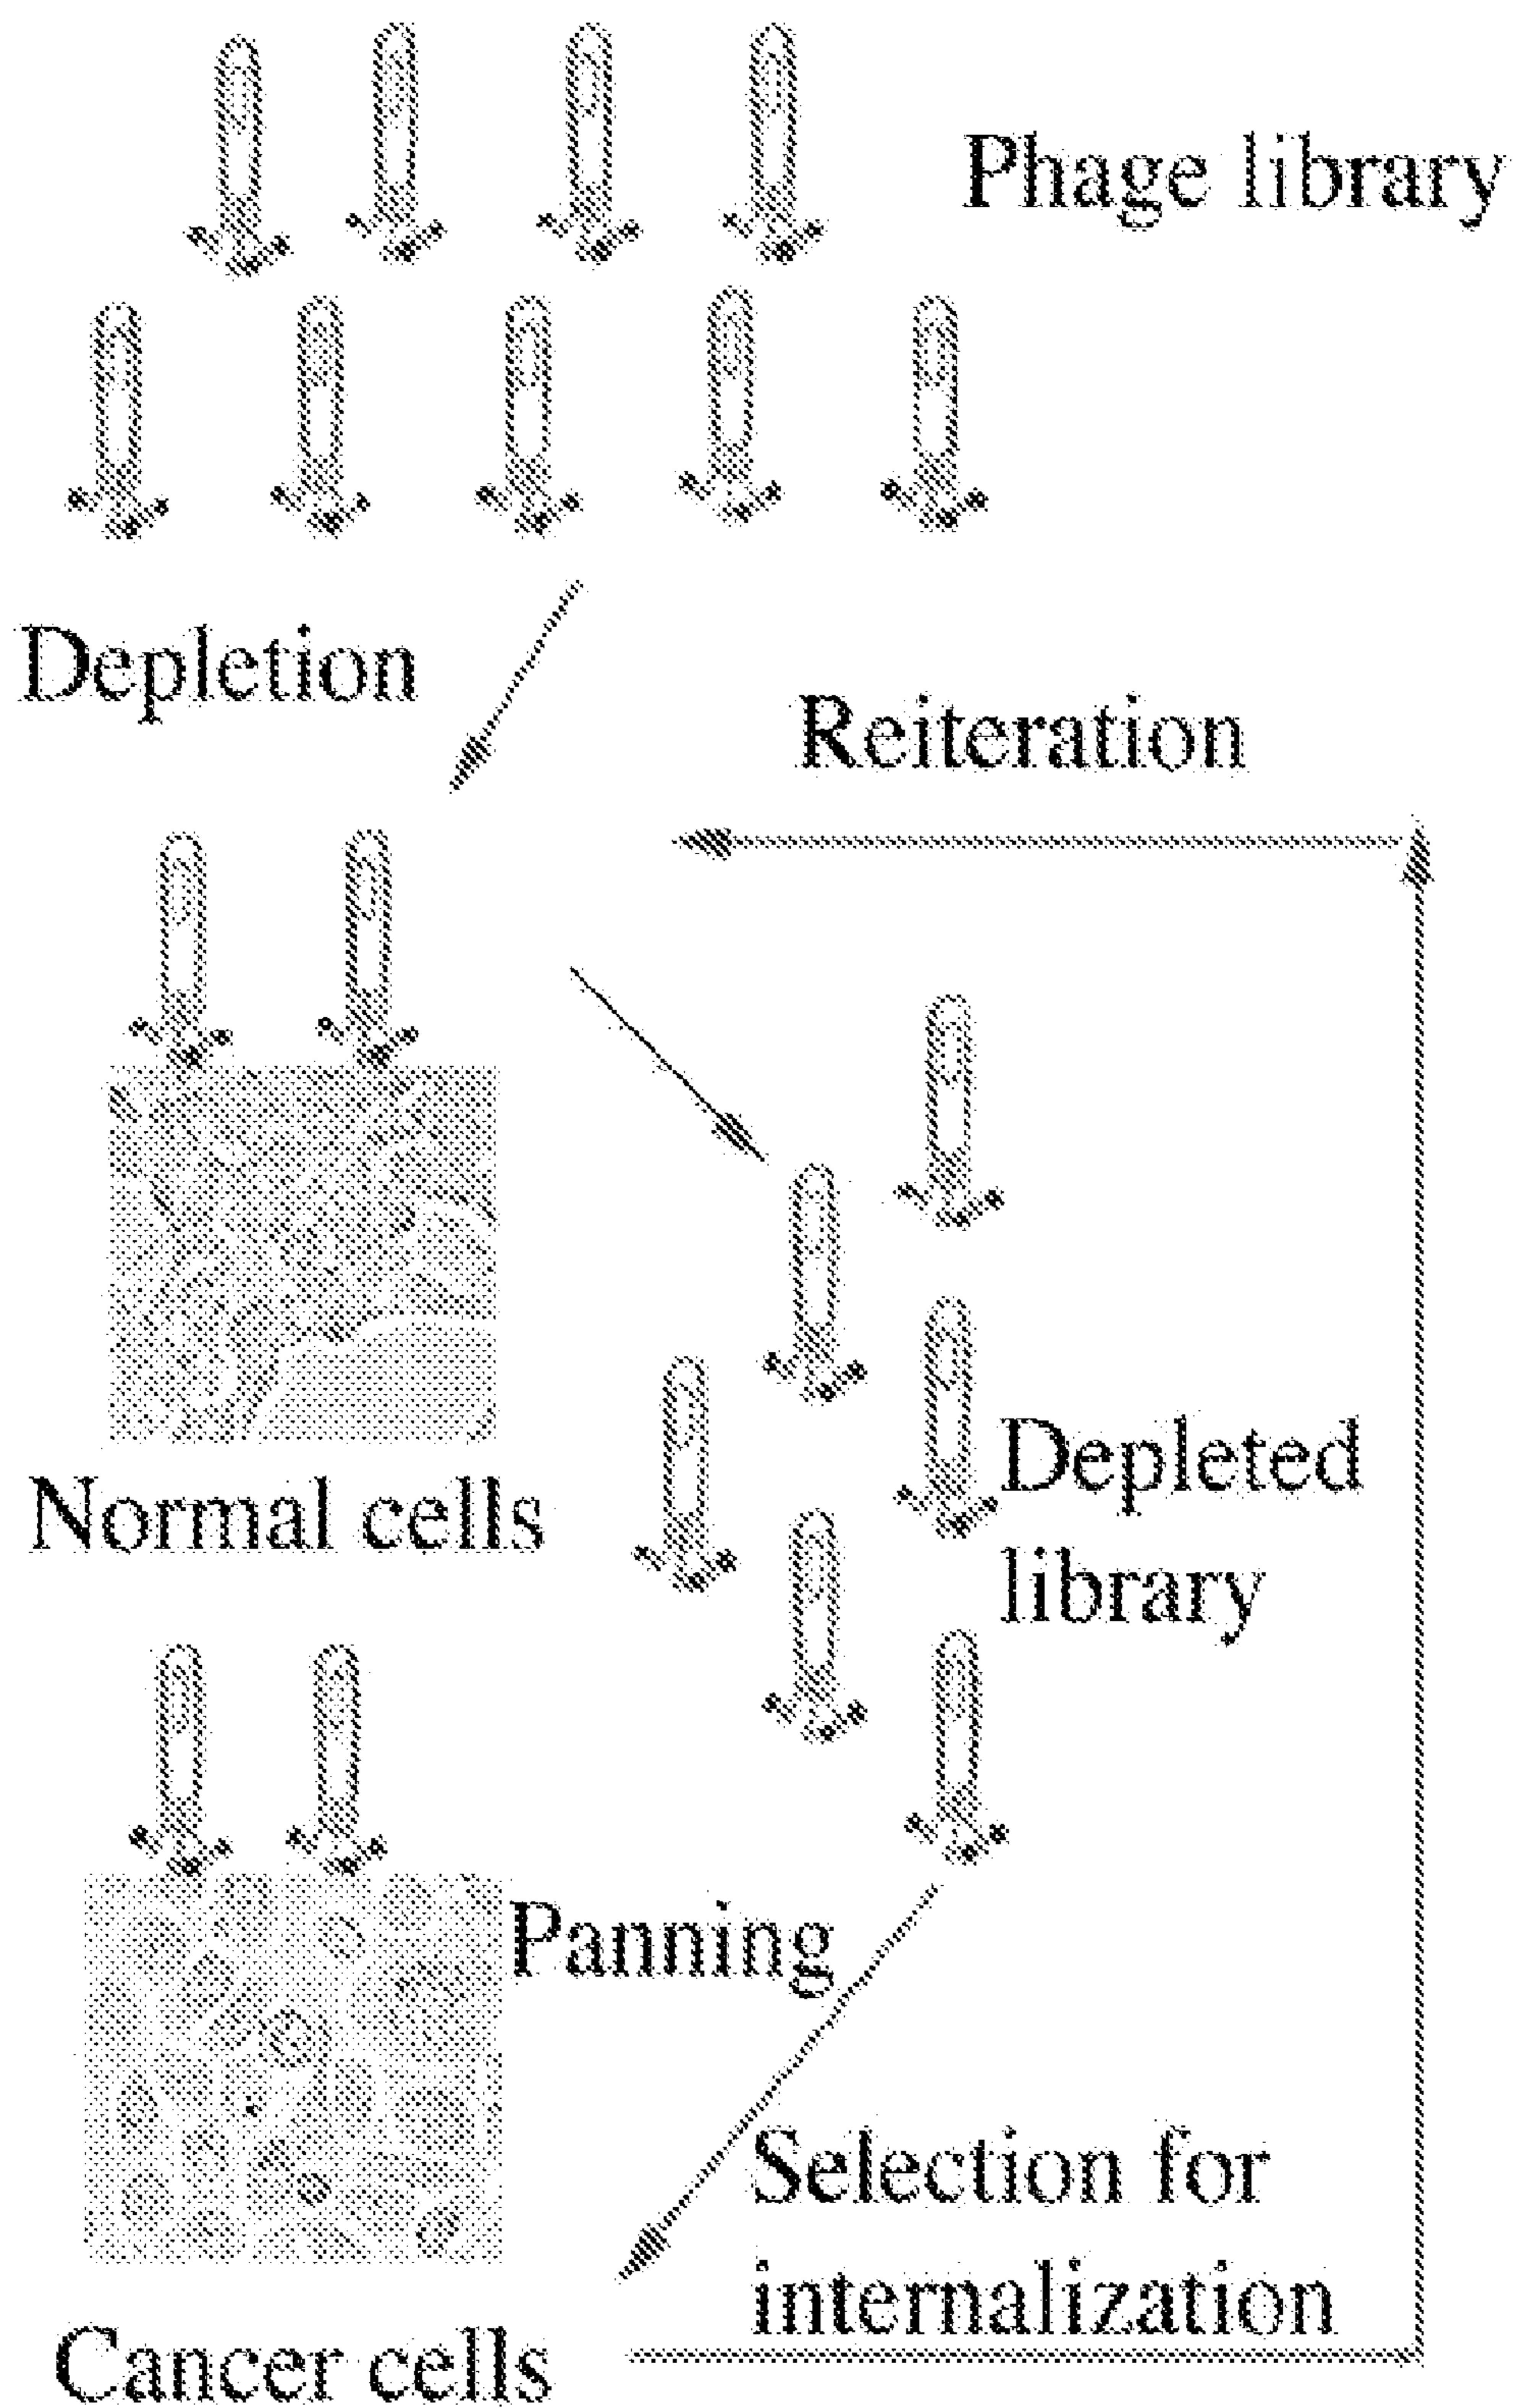 Phage library
Depletion
Reiteration
Depleted
library
Normal cells
Panning
Selection for
internalization
Cancer cells